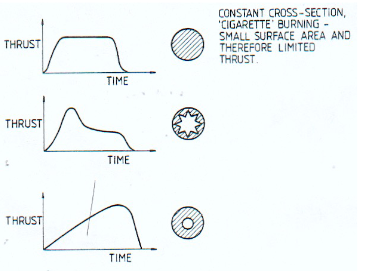 CONSTANT CROSS-SECTION,
'CIGARETTE' BURNING -
SMALL SURFACE AREA AND
THEREFORE LIMITED
THRUST.
THRUST
TIME
THRUST
TIME
THRUST
TIME